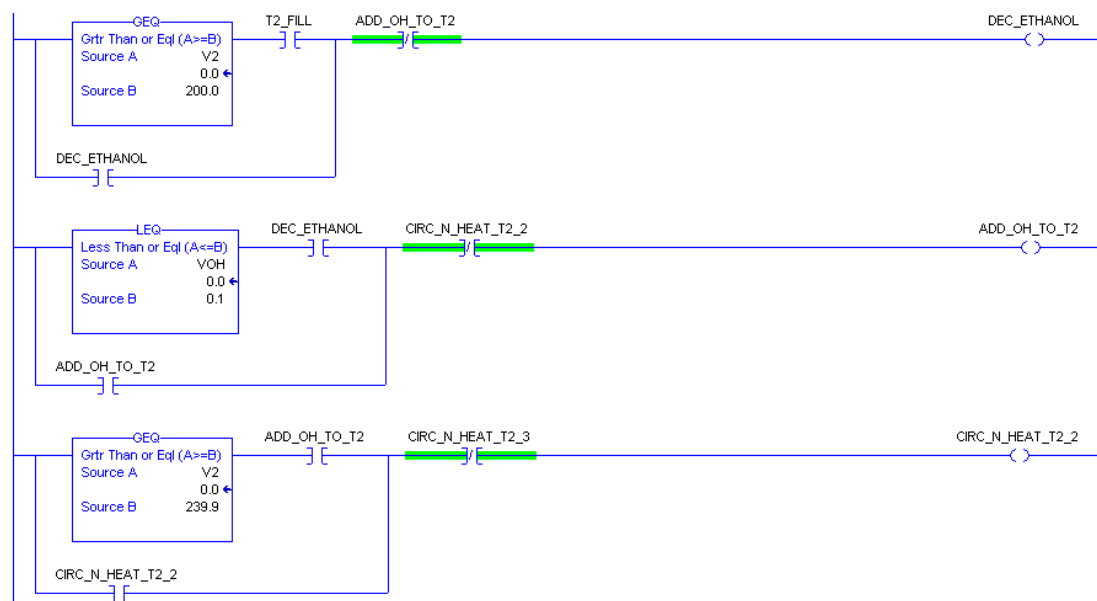 GEQ T2_FILL ADD_OH_TO_T2 DEC_ETHANOL
Grtr Than or Eql (A>=B)
Source A V2
0.0
Source B 200.0
DEC_ETHANOL
LEQ DEC_ETHANOL CIRC_N_HEAT_T2_2 ADD_OH_TO_T2
Less Than or Eql (A<=B)
Source A VOH
0.0
Source B 0.1
ADD_OH_TO_T2
GEQ ADD_OH_TO_T2 CIRC_N_HEAT_T2_3 CIRC_N_HEAT_T2_2
Grtr Than or Eql (A>=B)
Source A V2
0.0
Source B 239.9
CIRC_N_HEAT_T2_2